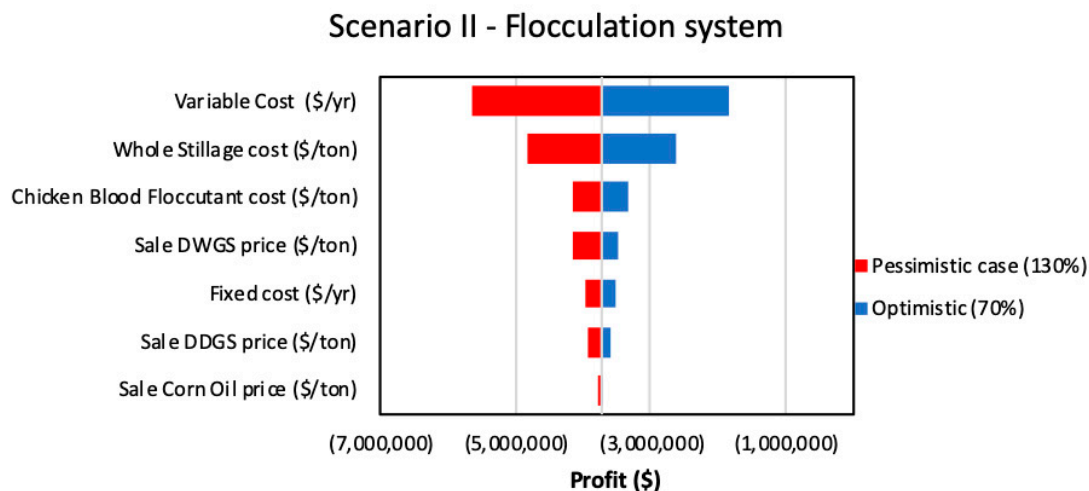 Scenario II - Flocculation system
Variable Cost ($/yr)
Whole Stillage cost ($/ton)
Chicken Blood Floccutant cost ($/ton)
Sale DWGS price ($/ton)
Fixed cost ($/yr)
Sale DDGS price ($/ton)
Sale Corn Oil price ($/ton)
Pessimistic case (130%)
Optimistic (70%)
(7,000,000) (5,000,000) (3,000,000) (1,000,000)
Profit ($)